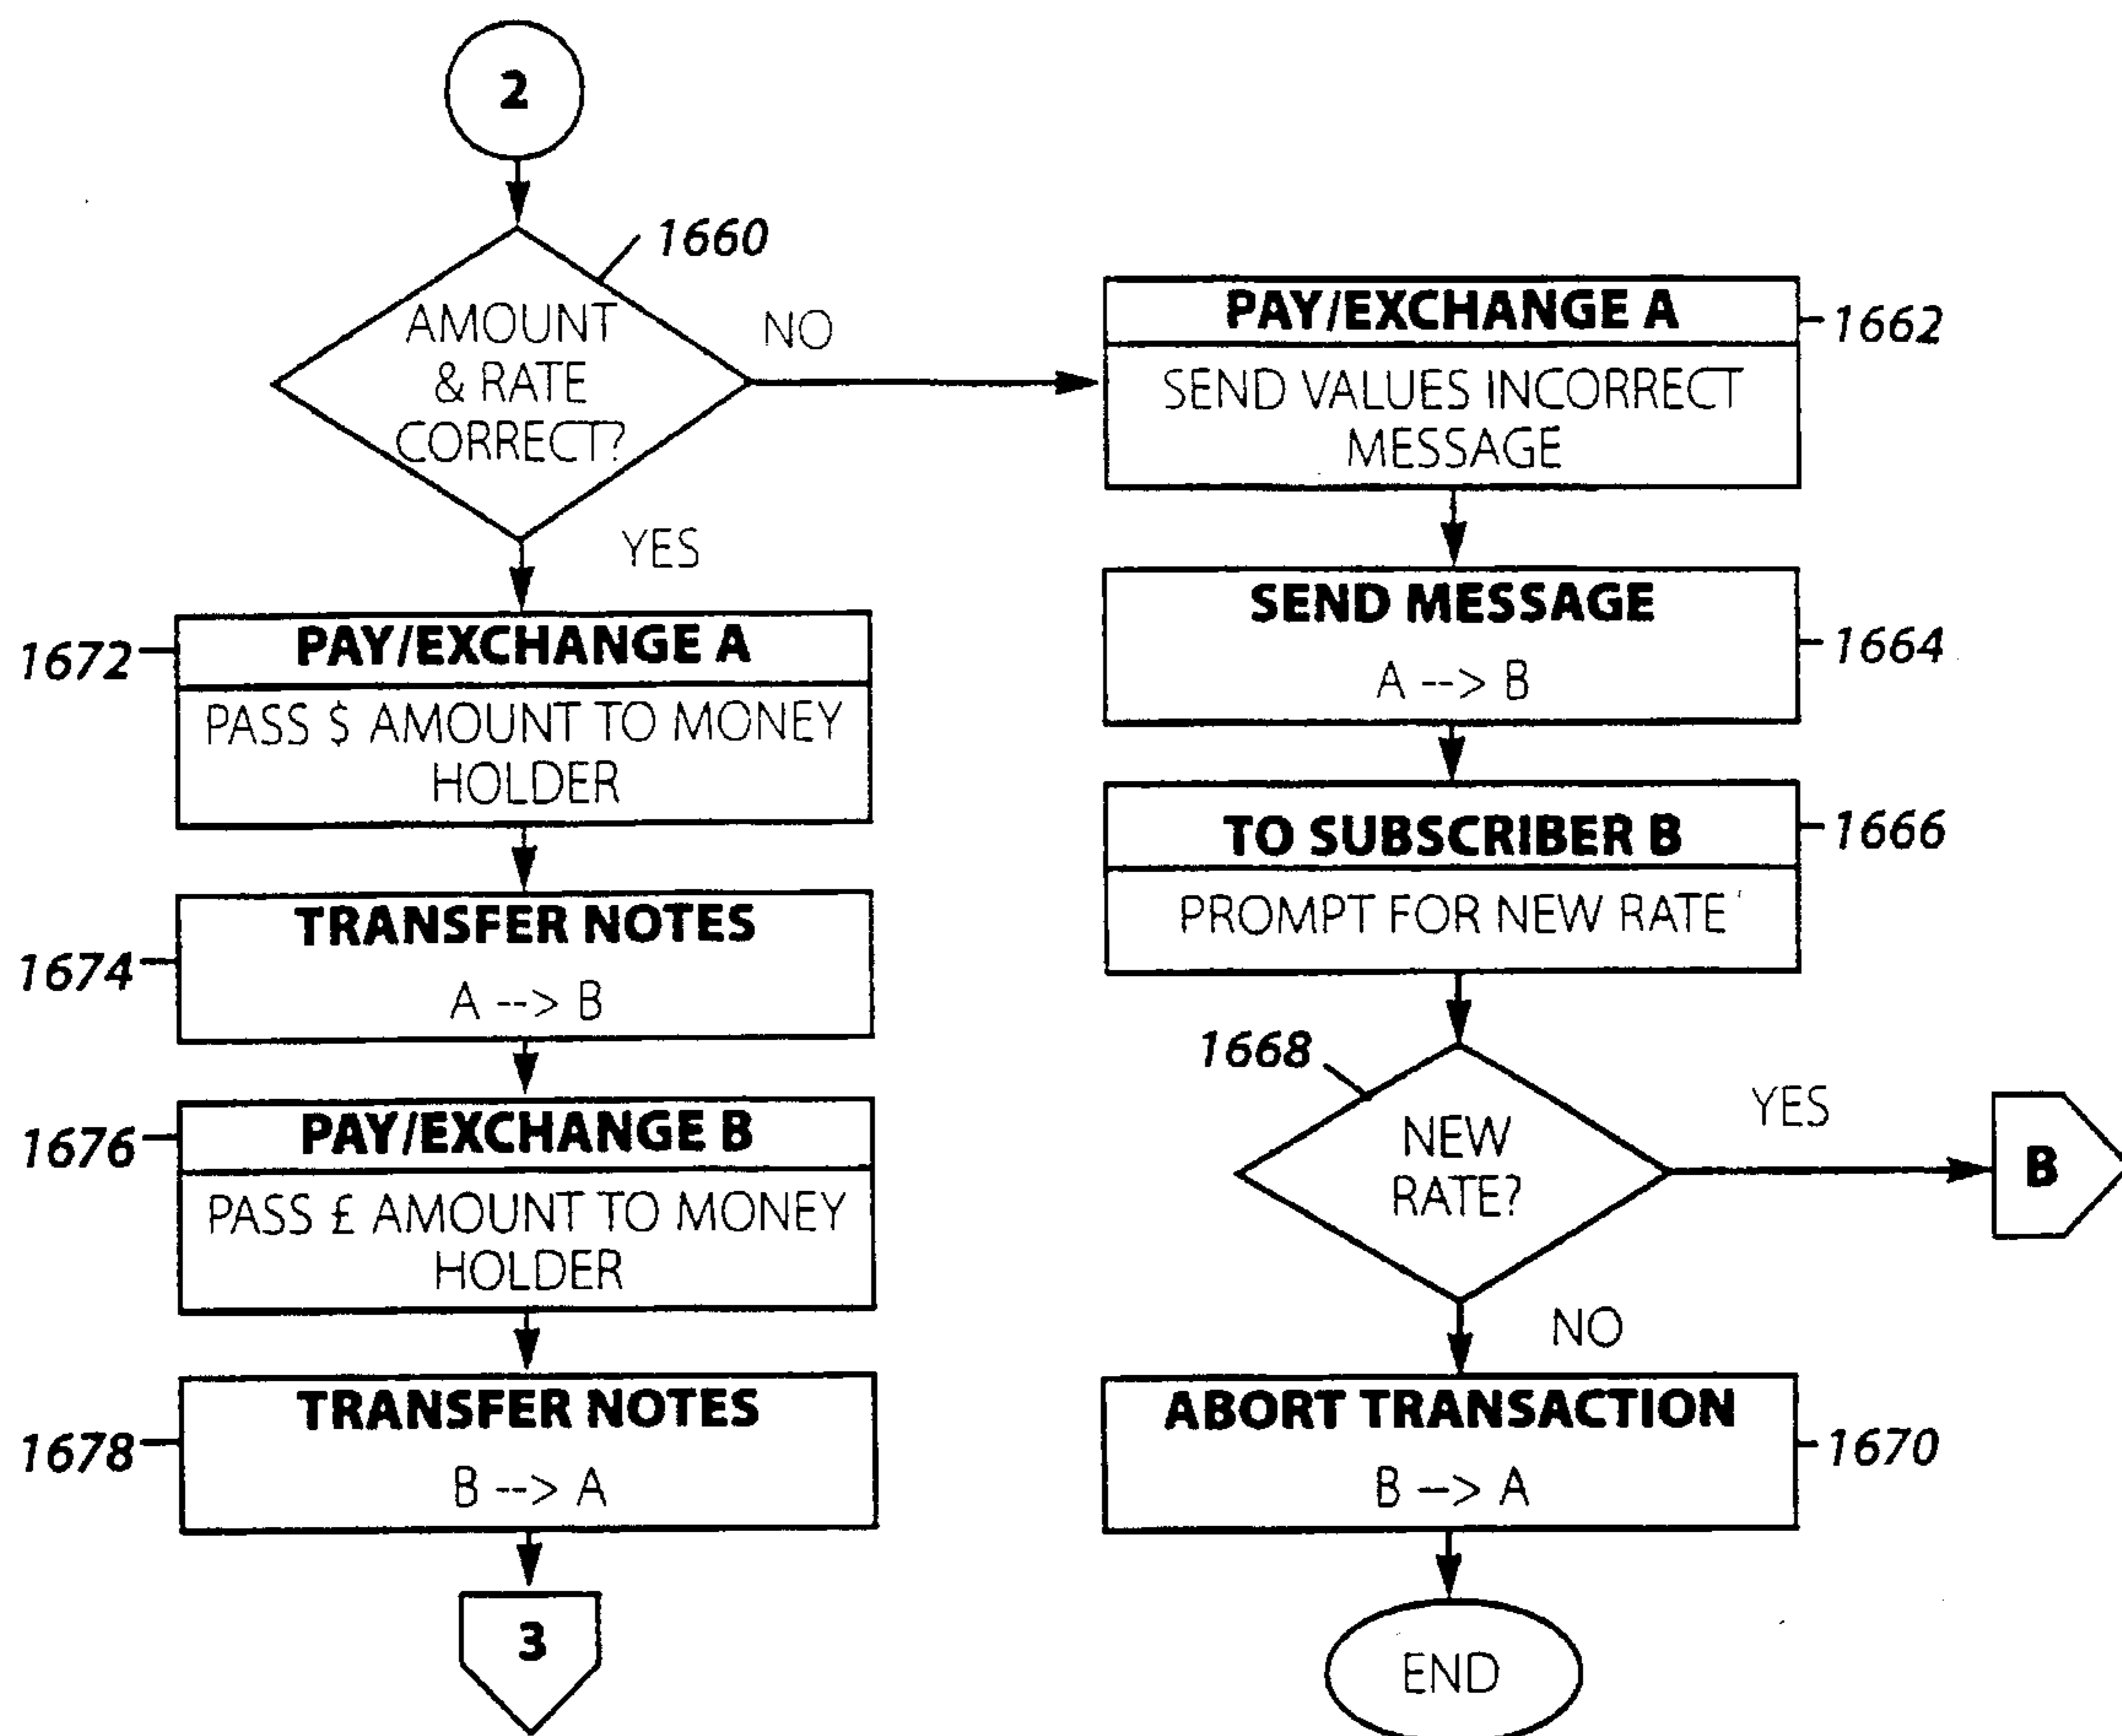 2
1660
AMOUNT
& RATE
CORRECT?
NO
YES
1672
PAY/EXCHANGE A
PASS $ AMOUNT TO MONEY
HOLDER
1674
TRANSFER NOTES
A --> B
1676
PAY/EXCHANGE B
PASS £ AMOUNT TO MONEY
HOLDER
1678
TRANSFER NOTES
B --> A
3
PAY/EXCHANGE A
1662
SEND VALUES INCORRECT
MESSAGE
SEND MESSAGE
1664
A --> B
TO SUBSCRIBER B
1666
PROMPT FOR NEW RATE
1668
NEW
RATE?
YES
B
NO
ABORT TRANSACTION
1670
B --> A
END